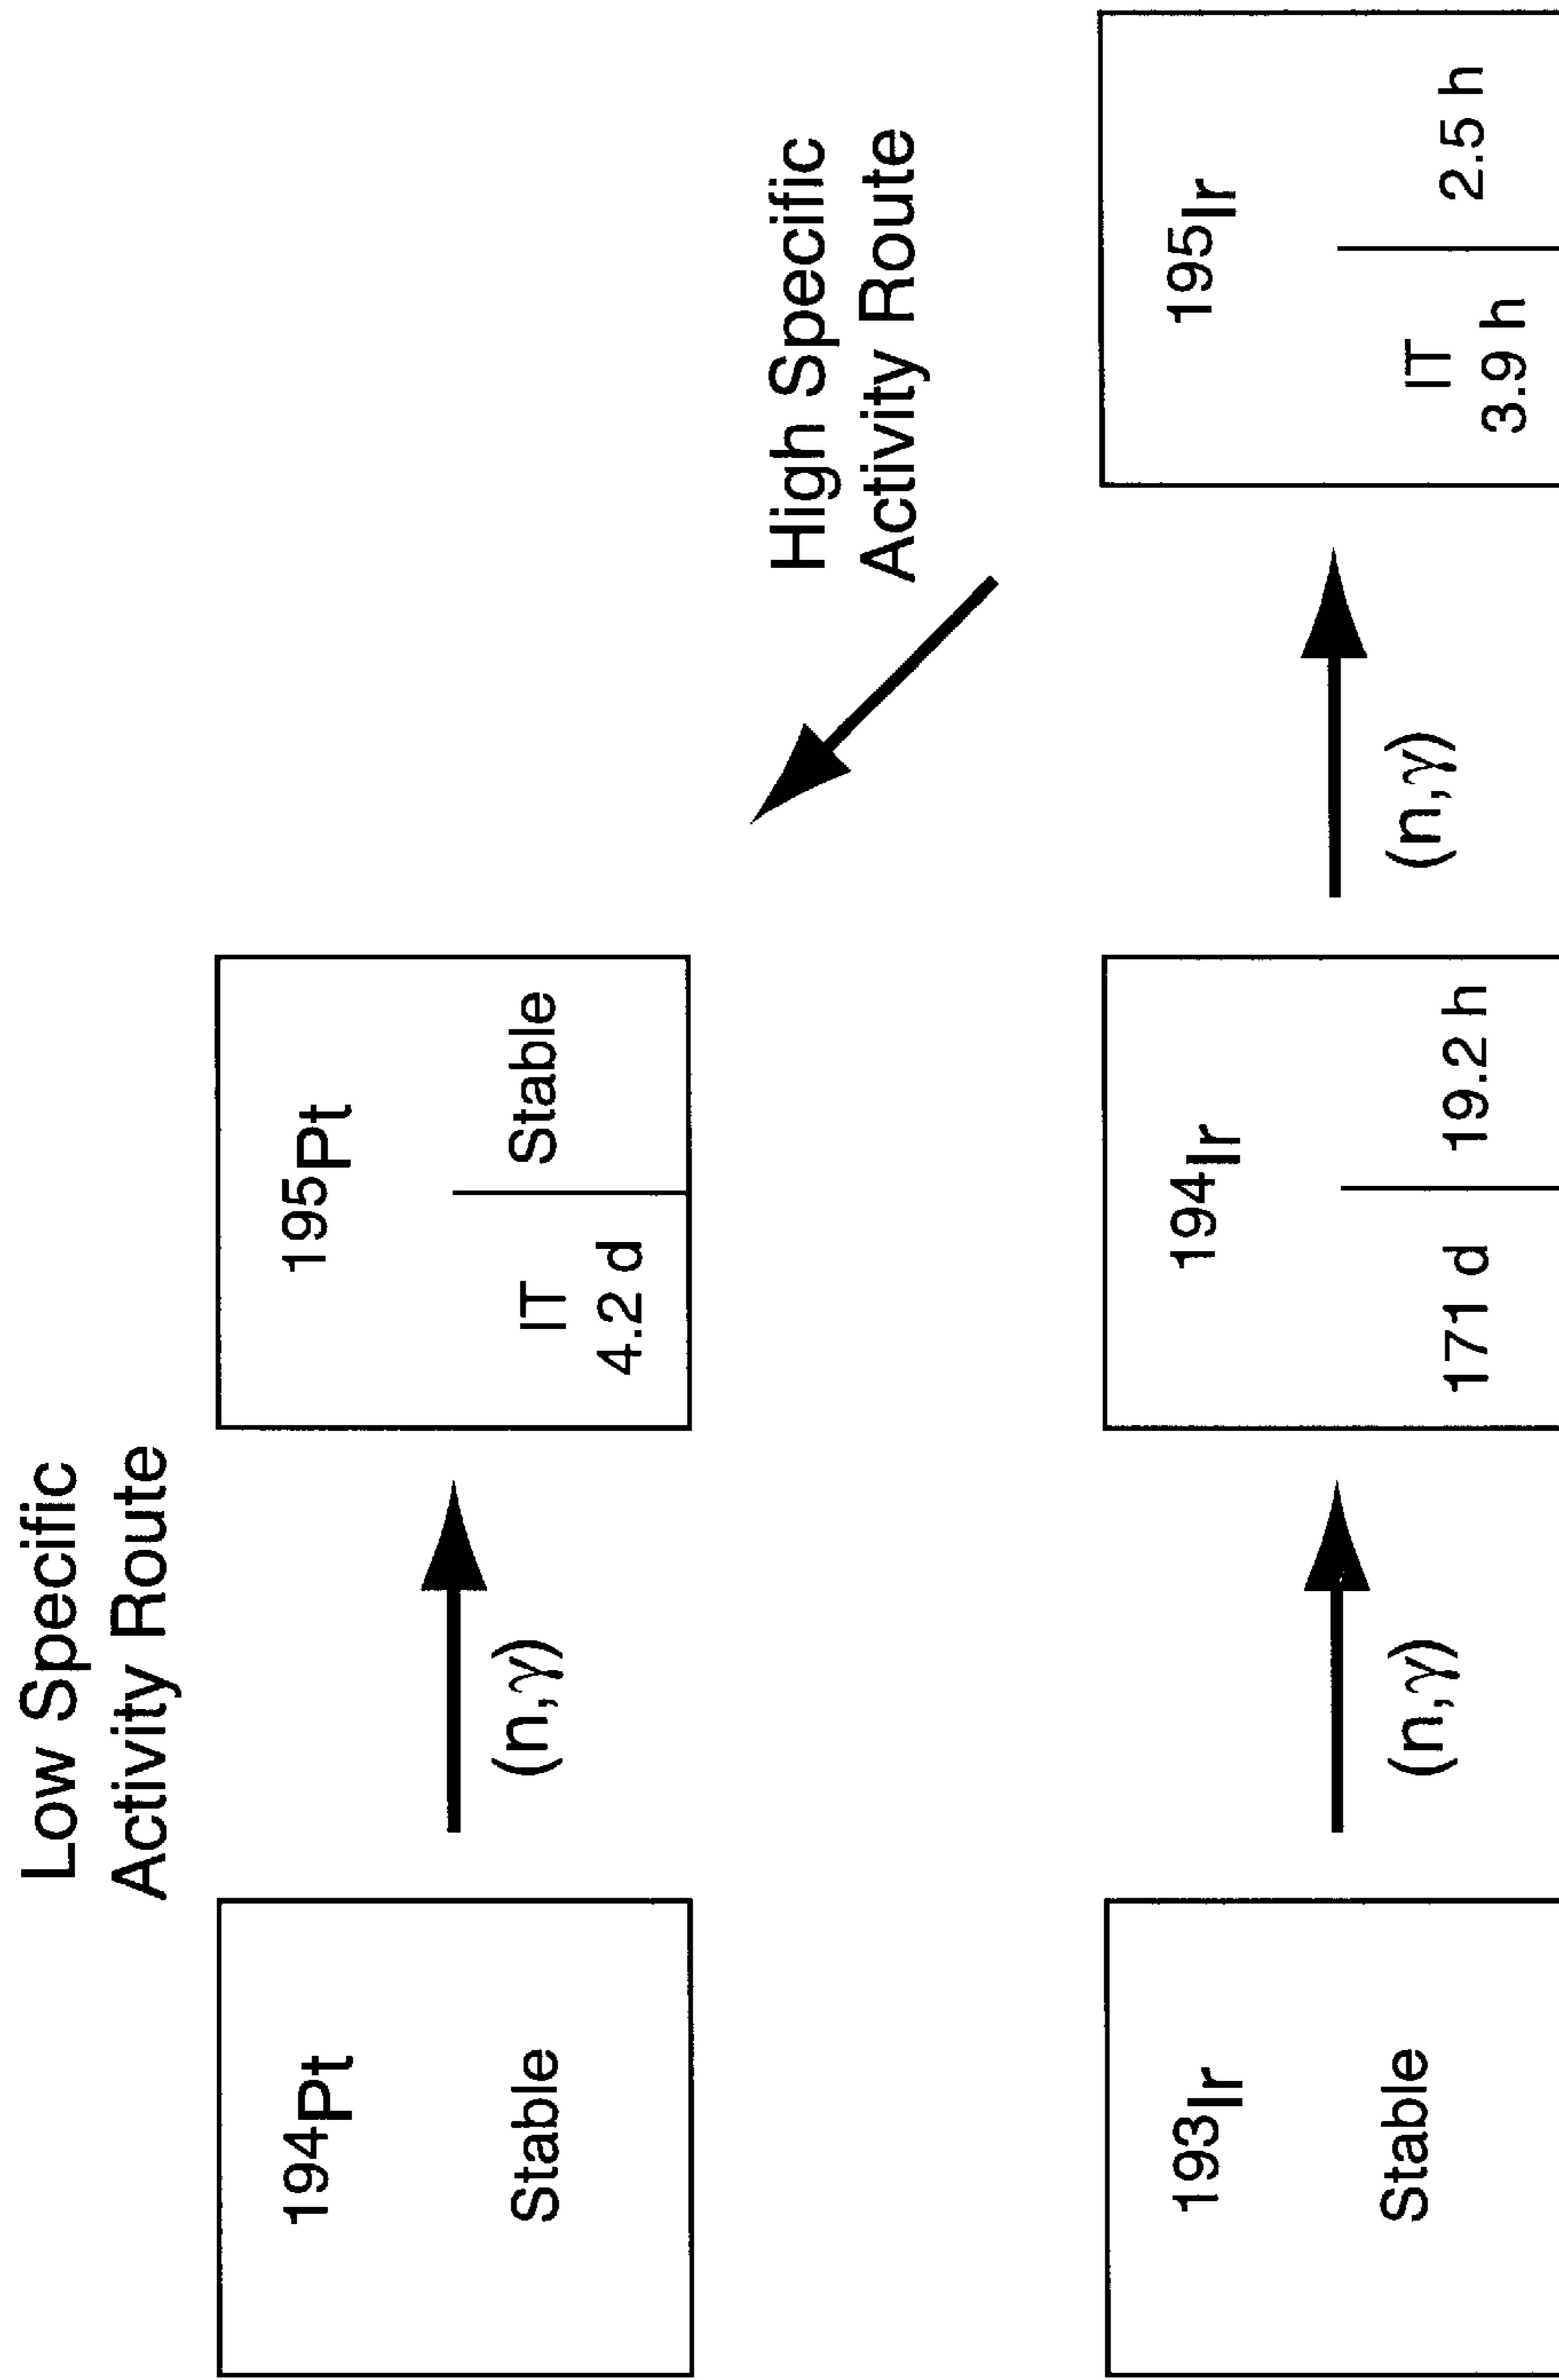 Low Specific
Activity Route
High Specific
Activity Route
194Pt
Stable
(n,γ)
195Pt
IT
4.2 d
Stable
193Ir
Stable
(n,γ)
194Ir
171 d
19.2 h
(n,γ)
195Ir
IT
3.9 h
2.5 h